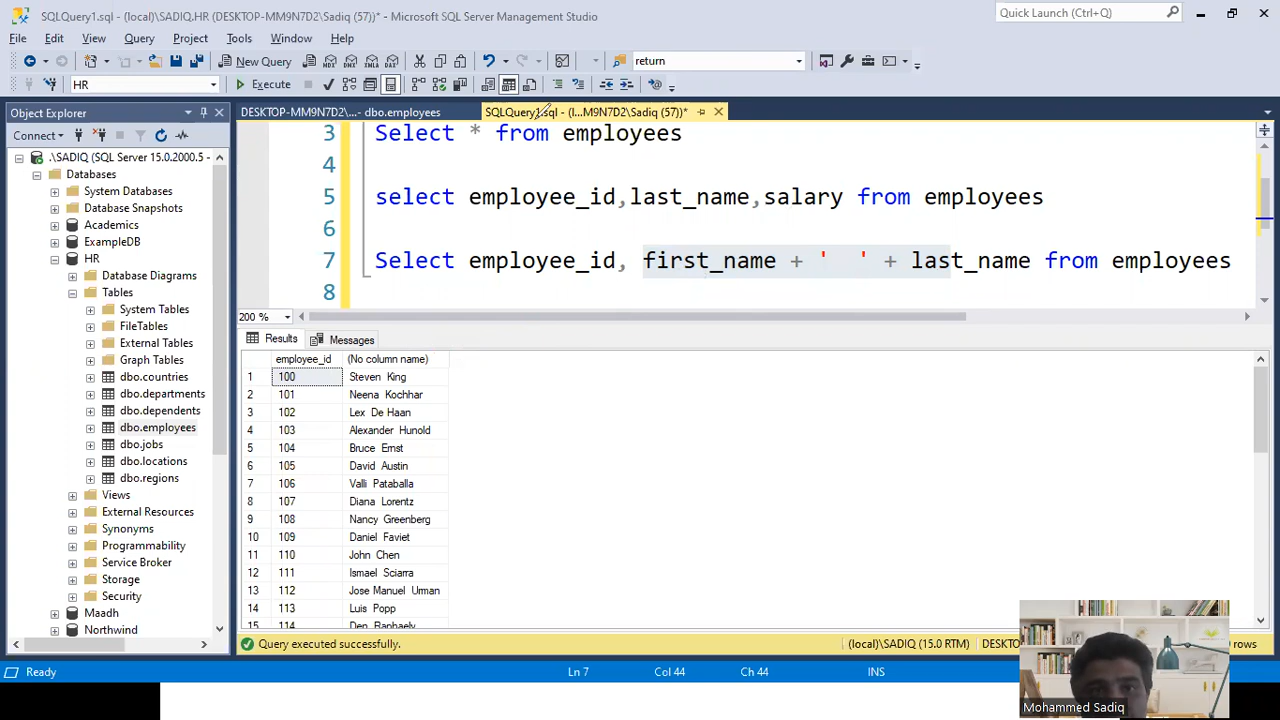 SQLQuery1.sql - (local)\SADIQ.HR (DESKTOP-MM9N7D2\Sadiq (57))* - Microsoft SQL Server Management Studio
Quick Launch (Ctrl+Q)
File Edit View Query Project Tools Window Help
New Query MDX DMX XMLA DAX return
HR Execute
Object Explorer
DESKTOP-MM9N7D2\...- dbo.employees
SQLQuery1.sql - (l...M9N7D2\Sadiq (57))*
Connect
.\SADIQ (SQL Server 15.0.2000.5 -
Databases
System Databases
Database Snapshots
Academics
ExampleDB
HR
Database Diagrams
Tables
System Tables
FileTables
External Tables
Graph Tables
dbo.countries
dbo.departments
dbo.dependents
dbo.employees
dbo.jobs
dbo.locations
dbo.regions
Views
External Resources
Synonyms
Programmability
Service Broker
Storage
Security
Maadh
Northwind
3 Select * from employees
4
5 select employee_id,last_name,salary from employees
6
7 Select employee_id, first_name + '  ' + last_name from employees
8
200 %
Results Messages
employee_id (No column name)
1 100 Steven King
2 101 Neena Kochhar
3 102 Lex De Haan
4 103 Alexander Hunold
5 104 Bruce Ernst
6 105 David Austin
7 106 Valli Pataballa
8 107 Diana Lorentz
9 108 Nancy Greenberg
10 109 Daniel Faviet
11 110 John Chen
12 111 Ismael Sciarra
13 112 Jose Manuel Urman
14 113 Luis Popp
15 114 Den Raphaely
Query executed successfully.
(local)\SADIQ (15.0 RTM)
DESKTO
rows
Ready
Ln 7
Col 44
Ch 44
INS
Mohammed Sadiq